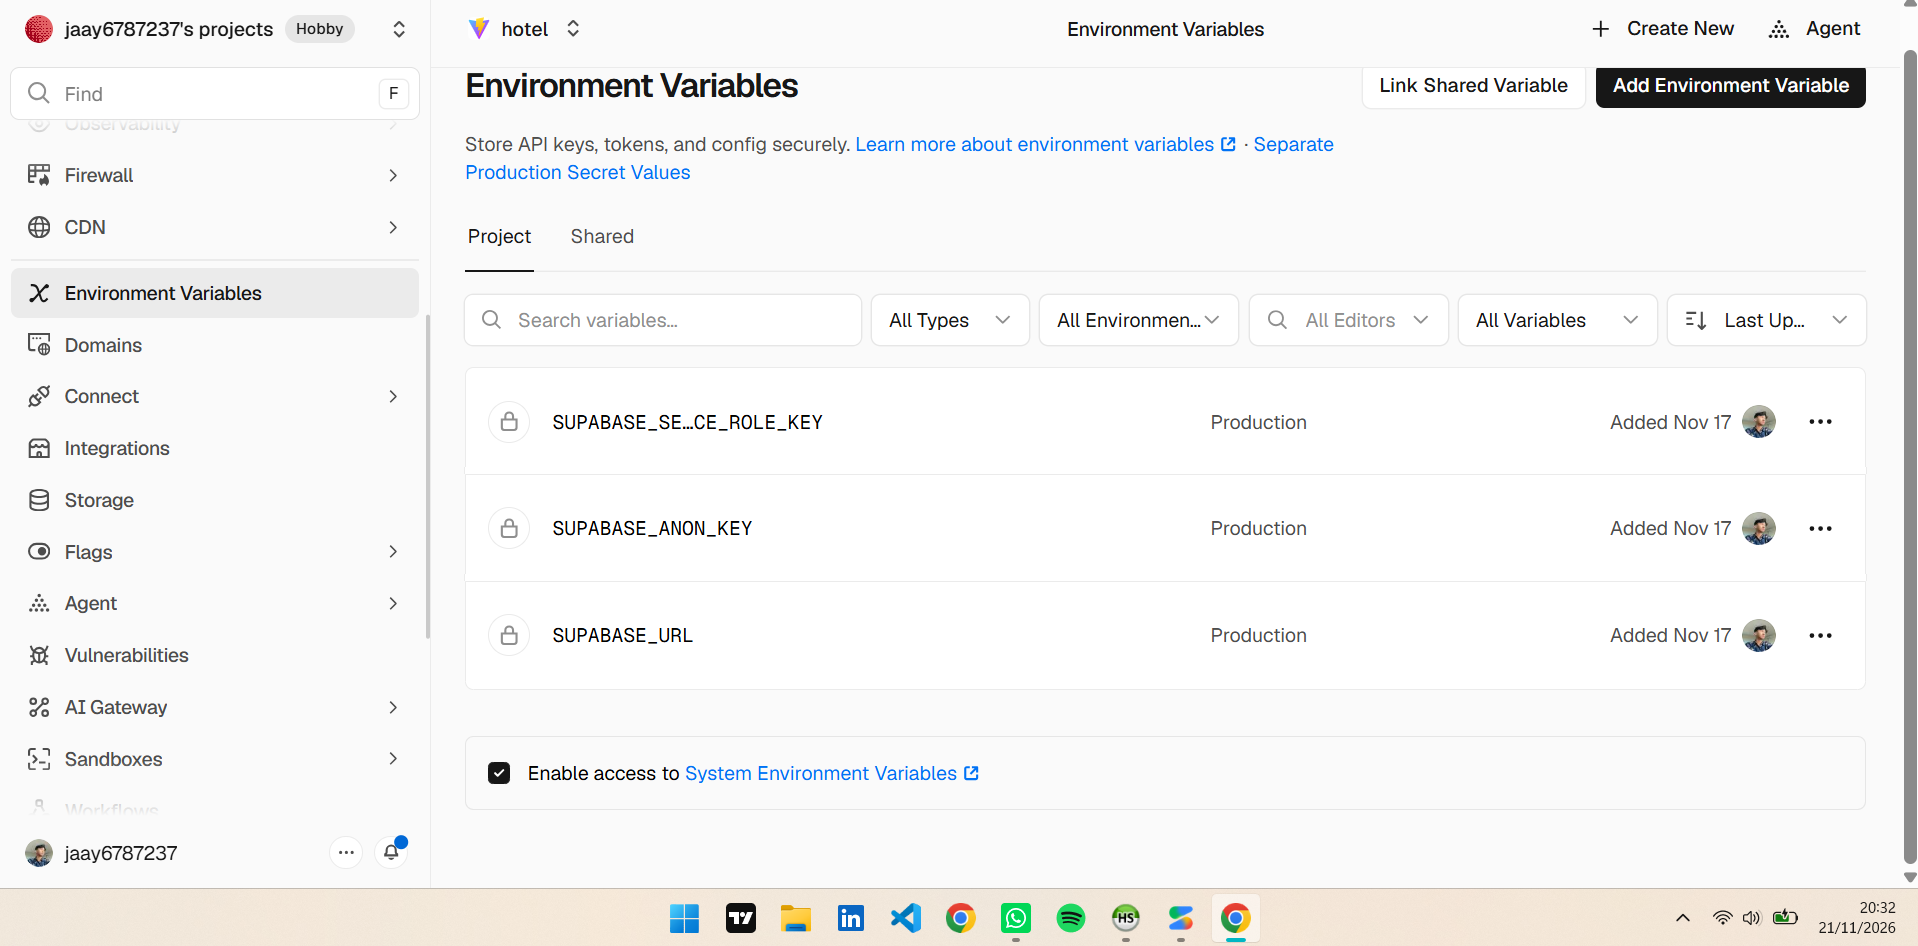 jaay6787237's projects Hobby
Find F
Observability
Firewall
CDN
Environment Variables
Domains
Connect
Integrations
Storage
Flags
Agent
Vulnerabilities
AI Gateway
Sandboxes
Workflows
jaay6787237
hotel
Environment Variables
Create New
Agent
Environment Variables
Link Shared Variable
Add Environment Variable
Store API keys, tokens, and config securely. Learn more about environment variables · Separate
Production Secret Values
Project Shared
Search variables...
All Types
All Environmen...
All Editors
All Variables
Last Up...
SUPABASE_SE...CE_ROLE_KEY Production Added Nov 17
SUPABASE_ANON_KEY Production Added Nov 17
SUPABASE_URL Production Added Nov 17
Enable access to System Environment Variables
HS
20:32
21/11/2026